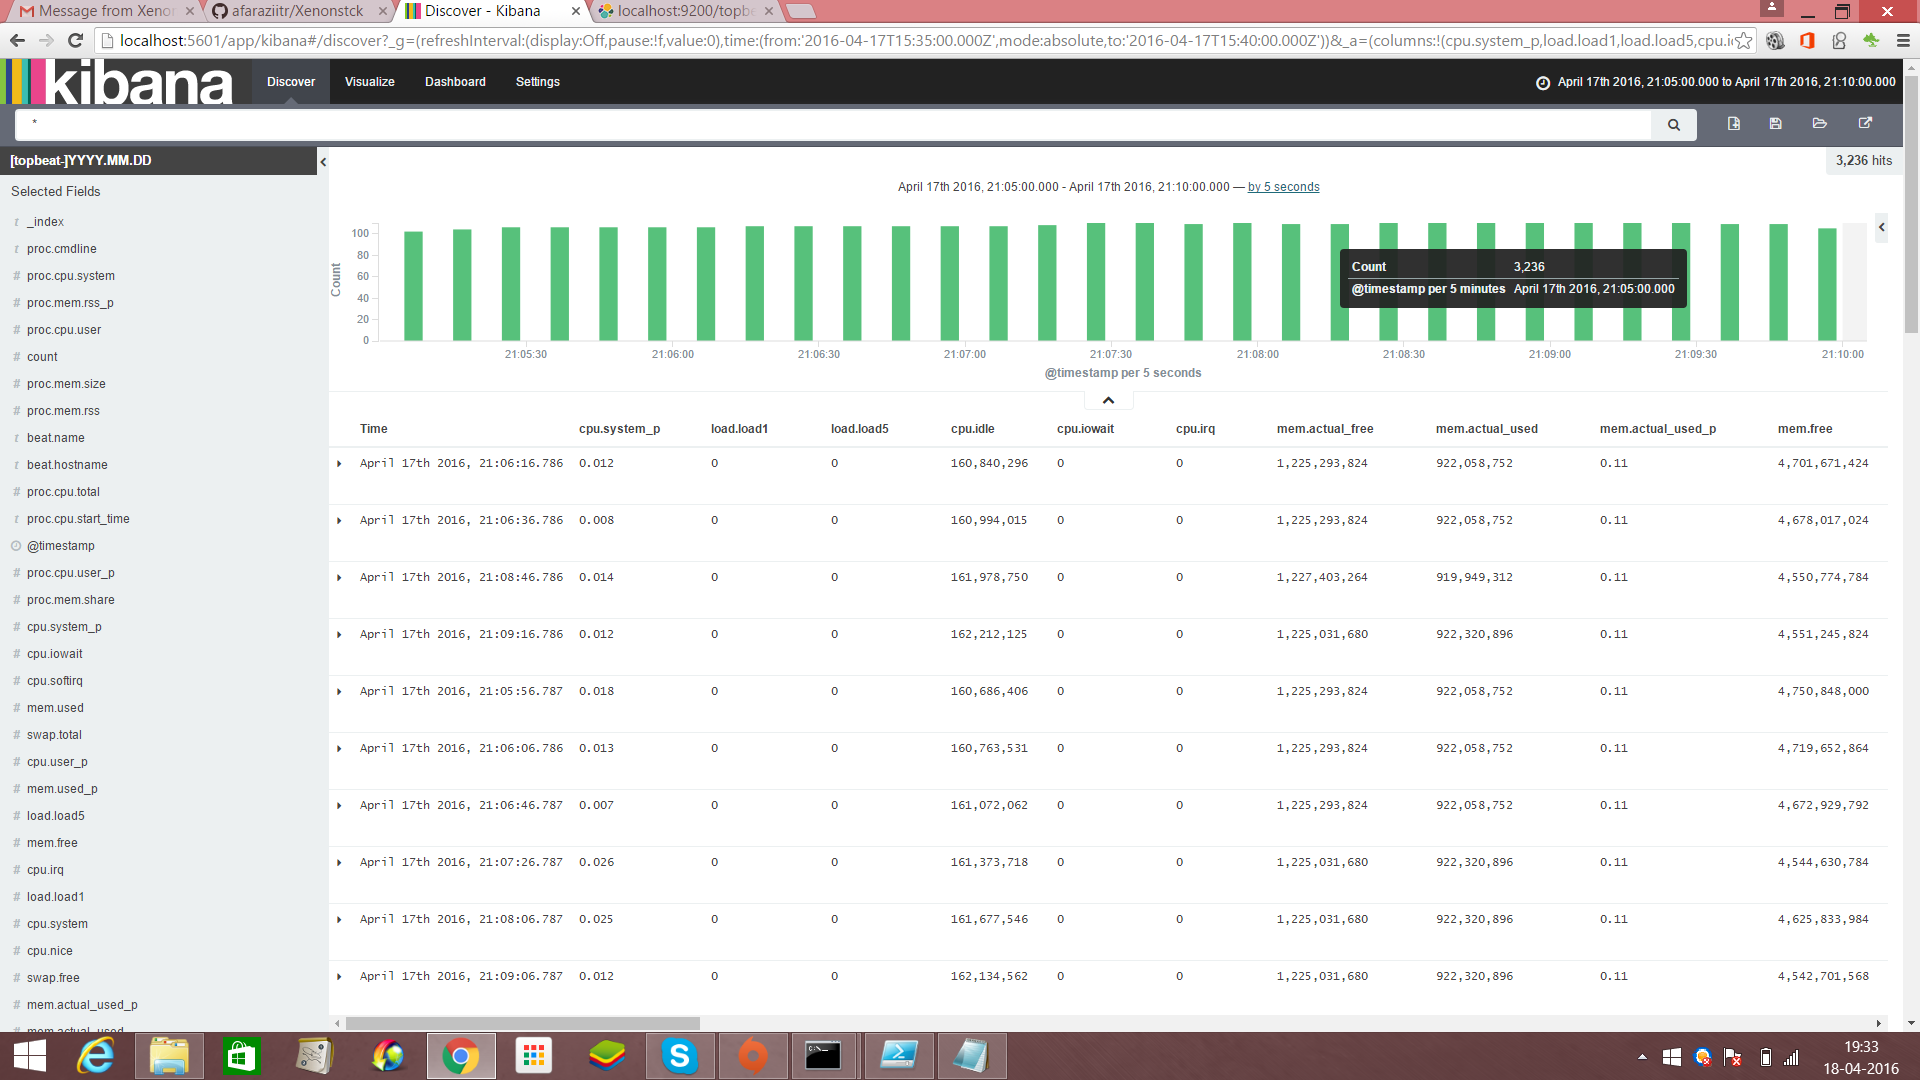 Message from Xeno
afaraziitr/Xenonstck
Discover - Kibana
localhost:9200/topbe
localhost:5601/app/kibana#/discover?_g=(refreshInterval:(display:Off,pause:!f,value:0),time:(from:'2016-04-17T15:35:00.000Z',mode:absolute,to:'2016-04-17T15:40:00.000Z'))&_a=(columns:!(cpu.system_p,load.load1,load.load5,cpu.i
kibana
Discover
Visualize
Dashboard
Settings
April 17th 2016, 21:05:00.000 to April 17th 2016, 21:10:00.000
*
[topbeat-]YYYY.MM.DD
3,236 hits
Selected Fields
t _index
t proc.cmdline
# proc.cpu.system
# proc.mem.rss_p
# proc.cpu.user
# count
# proc.mem.size
# proc.mem.rss
t beat.name
t beat.hostname
# proc.cpu.total
t proc.cpu.start_time
@timestamp
# proc.cpu.user_p
# proc.mem.share
# cpu.system_p
# cpu.iowait
# cpu.softirq
# mem.used
# swap.total
# cpu.user_p
# mem.used_p
# load.load5
# mem.free
# cpu.irq
# load.load1
# cpu.system
# cpu.nice
# swap.free
# mem.actual_used_p
# mem.actual_used
April 17th 2016, 21:05:00.000 - April 17th 2016, 21:10:00.000 — by 5 seconds
Count
100
80
60
40
20
0
Count 3,236
@timestamp per 5 minutes April 17th 2016, 21:05:00.000
21:05:30 21:06:00 21:06:30 21:07:00 21:07:30 21:08:00 21:08:30 21:09:00 21:09:30 21:10:00
@timestamp per 5 seconds
Time cpu.system_p load.load1 load.load5 cpu.idle cpu.iowait cpu.irq mem.actual_free mem.actual_used mem.actual_used_p mem.free
April 17th 2016, 21:06:16.786 0.012 0 0 160,840,296 0 0 1,225,293,824 922,058,752 0.11 4,701,671,424
April 17th 2016, 21:06:36.786 0.008 0 0 160,994,015 0 0 1,225,293,824 922,058,752 0.11 4,678,017,024
April 17th 2016, 21:08:46.786 0.014 0 0 161,978,750 0 0 1,227,403,264 919,949,312 0.11 4,550,774,784
April 17th 2016, 21:09:16.786 0.012 0 0 162,212,125 0 0 1,225,031,680 922,320,896 0.11 4,551,245,824
April 17th 2016, 21:05:56.787 0.018 0 0 160,686,406 0 0 1,225,293,824 922,058,752 0.11 4,750,848,000
April 17th 2016, 21:06:06.786 0.013 0 0 160,763,531 0 0 1,225,293,824 922,058,752 0.11 4,719,652,864
April 17th 2016, 21:06:46.787 0.007 0 0 161,072,062 0 0 1,225,293,824 922,058,752 0.11 4,672,929,792
April 17th 2016, 21:07:26.787 0.026 0 0 161,373,718 0 0 1,225,031,680 922,320,896 0.11 4,544,630,784
April 17th 2016, 21:08:06.787 0.025 0 0 161,677,546 0 0 1,225,031,680 922,320,896 0.11 4,625,833,984
April 17th 2016, 21:09:06.787 0.012 0 0 162,134,562 0 0 1,225,031,680 922,320,896 0.11 4,542,701,568
19:33
18-04-2016